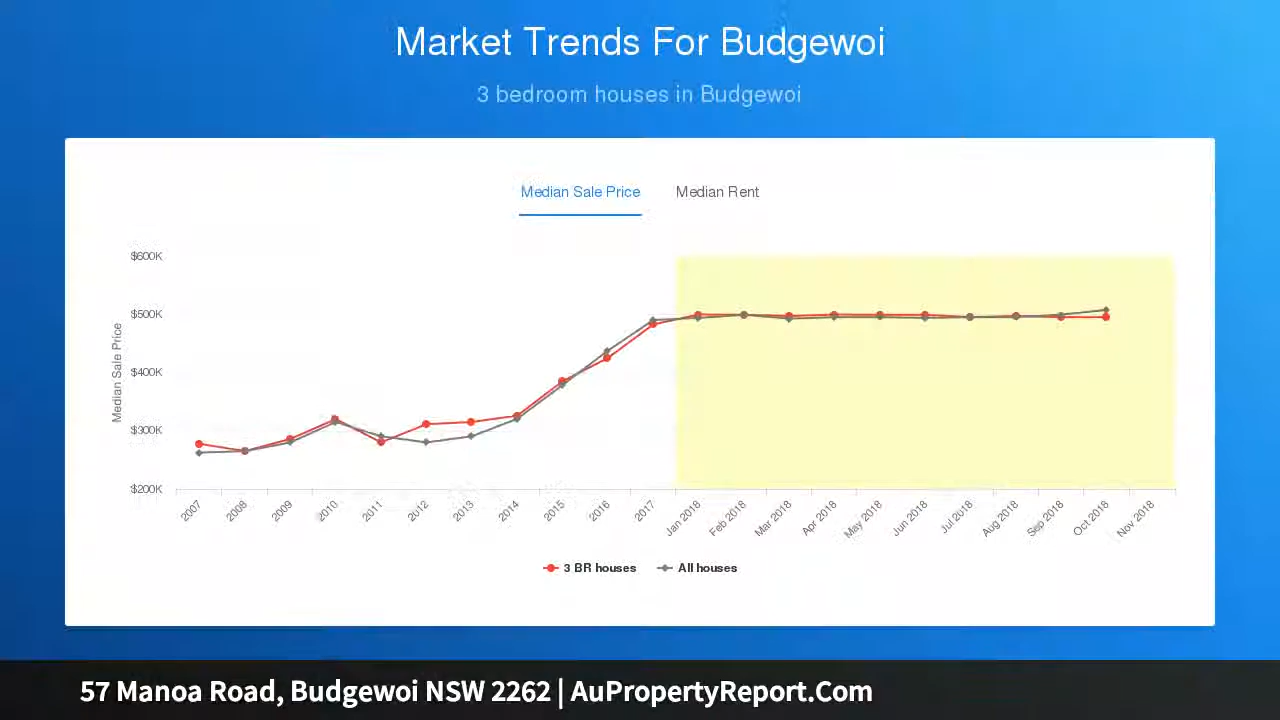 Market Trends For Budgewoi
3 bedroom houses in Budgewoi
Median Sale Price Median Rent
$600K
$500K
$400K
$300K
$200K
Median Sale Price
2007 2008 2009 2010 2011 2012 2013 2014 2015 2016 2017 Jan 2018 Feb 2018 Mar 2018 Apr 2018 May 2018 Jun 2018 Jul 2018 Aug 2018 Sep 2018 Oct 2018 Nov 2018
3 BR houses All houses
57 Manoa Road, Budgewoi NSW 2262 | AuPropertyReport.Com